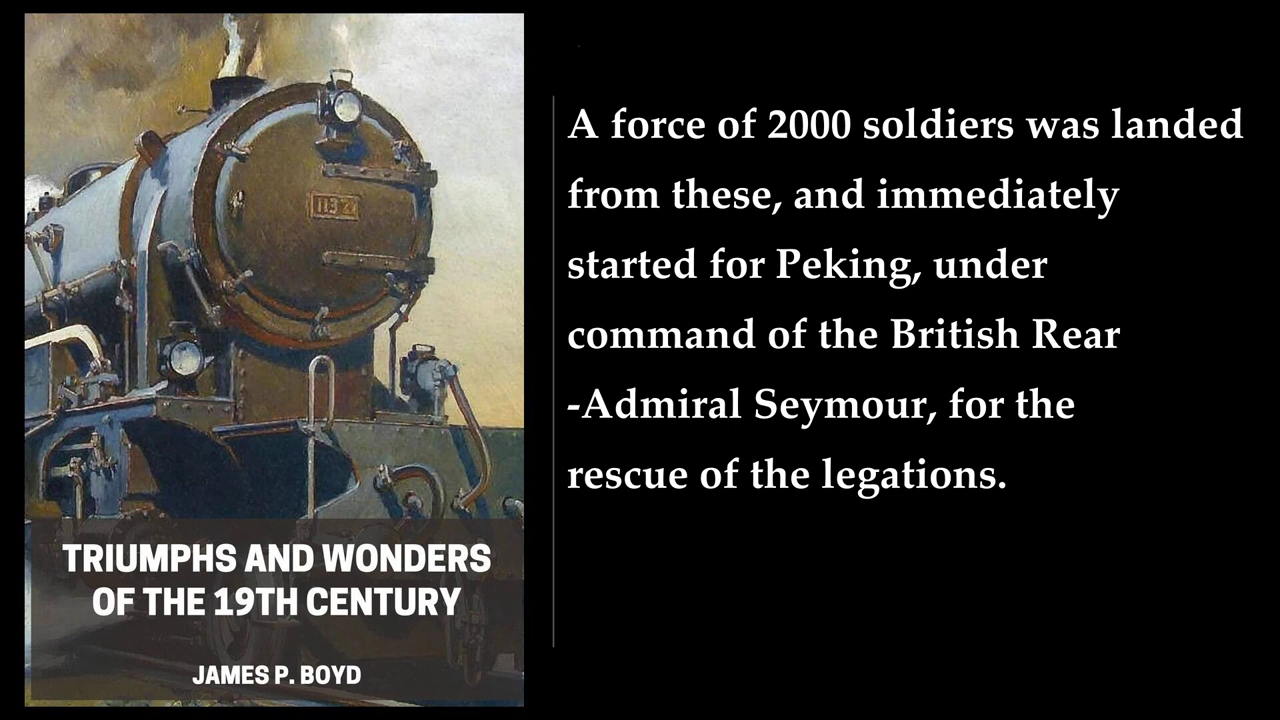 A force of 2000 soldiers was landed
from these, and immediately
started for Peking, under
command of the British Rear
-Admiral Seymour, for the
rescue of the legations.
TRIUMPHS AND WONDERS
OF THE 19TH CENTURY
JAMES P. BOYD